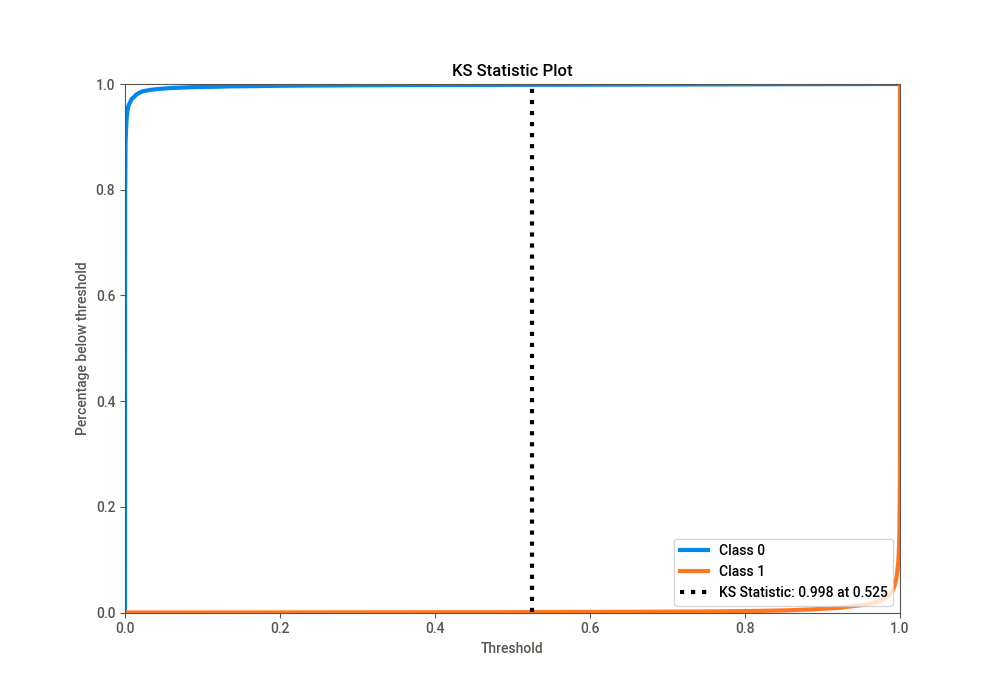 KS Statistic Plot
1.0
0.8
0.6
0.4
0.2
0.0
Percentage below threshold
0.0 0.2 0.4 0.6 0.8 1.0
Threshold
Class 0
Class 1
KS Statistic: 0.998 at 0.525